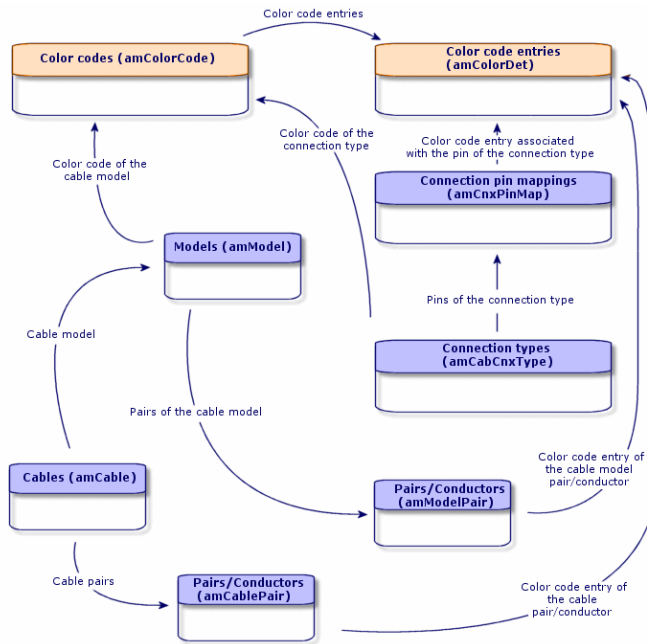 Color code entries
Color codes (amColorCode)
Color code entries
(amColorDet)
Color code of the
connection type
Color code entry associated
with the pin of the connection type
Color code of the
cable model
Connection pin mappings
(amCnxPinMap)
Models (amModel)
Pins of the connection type
Cable model
Connection types
(amCabCnxType)
Pairs of the cable model
Color code entry of
the cable model
pair/conductor
Cables (amCable)
Pairs/Conductors
(amModelPair)
Cable pairs
Pairs/Conductors
(amCablePair)
Color code entry of
the cable
pair/conductor